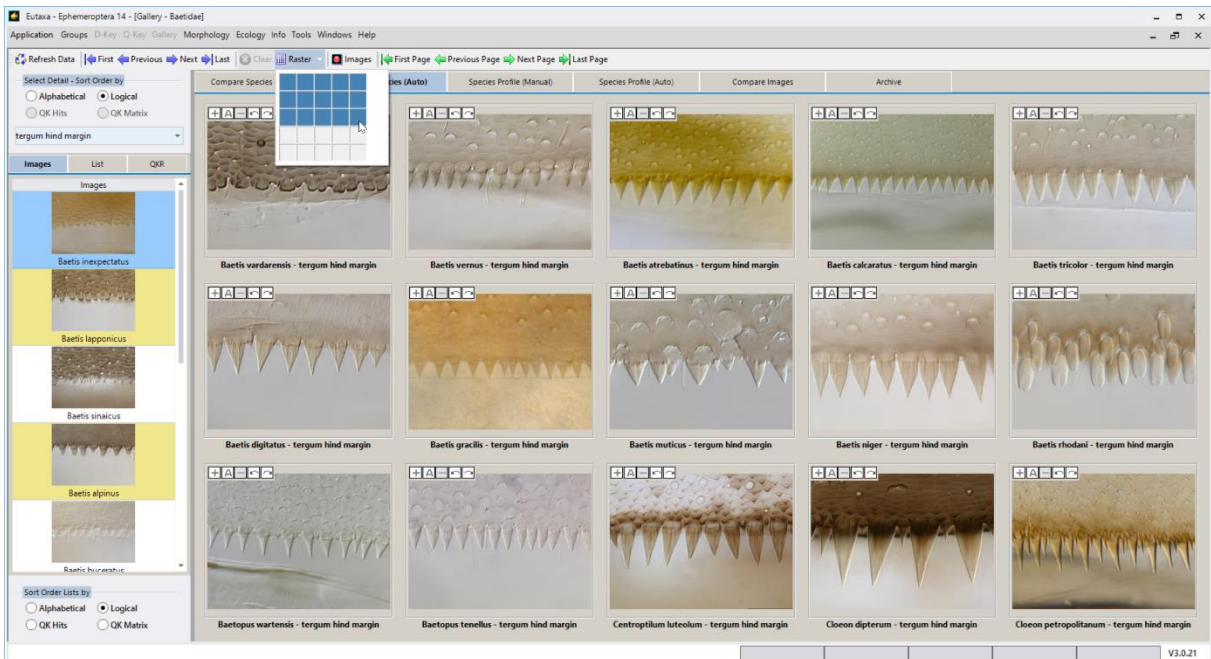 Eutaxa - Ephemeroptera 14 - [Gallery - Baetidae]
Application Groups D-Key Q-Key Gallery Morphology Ecology Info Tools Windows Help
Refresh Data First Previous Next Last Clear Raster Images First Page Previous Page Next Page Last Page
Select Detail - Sort Order by
Alphabetical Logical
QK Hits QK Matrix
tergum hind margin
Images List QKR
Images
Baetis inexpectatus
Baetis lapponicus
Baetis sinaicus
Baetis alpinus
Baetis buceratus
Sort Order Lists by
Alphabetical Logical
QK Hits QK Matrix
Compare Species cies (Auto) Species Profile (Manual) Species Profile (Auto) Compare Images Archive
+ A - + A - + A - + A - + A -
Baetis vardarensis - tergum hind margin Baetis vernus - tergum hind margin Baetis atrebatinus - tergum hind margin Baetis calcaratus - tergum hind margin Baetis tricolor - tergum hind margin
+ A - + A - + A - + A - + A -
Baetis digitatus - tergum hind margin Baetis gracilis - tergum hind margin Baetis muticus - tergum hind margin Baetis niger - tergum hind margin Baetis rhodani - tergum hind margin
+ A - + A - + A - + A - + A -
Baetopus wartensis - tergum hind margin Baetopus tenellus - tergum hind margin Centroptilum luteolum - tergum hind margin Cloeon dipterum - tergum hind margin Cloeon petropolitanum - tergum hind margin
V3.0.21